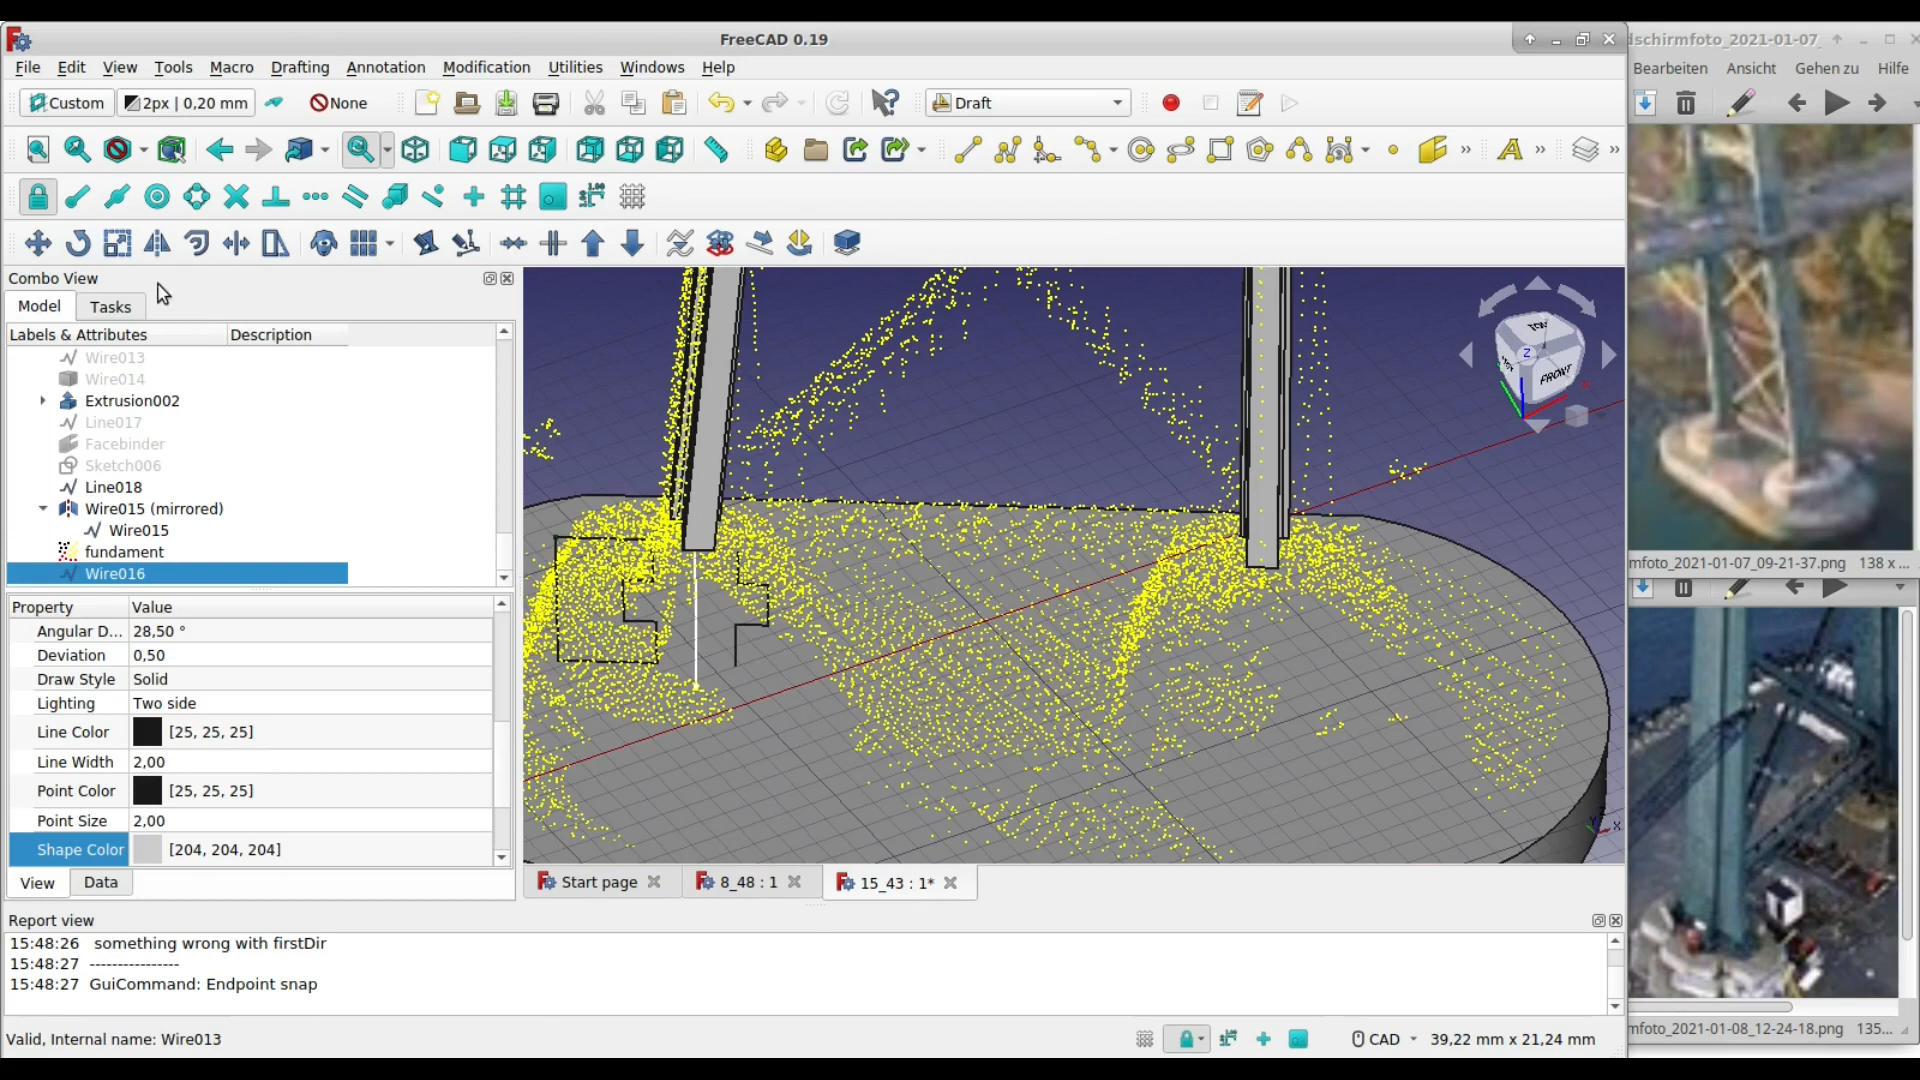 FreeCAD 0.19
dschirmfoto_2021-01-07_
File Edit View Tools Macro Drafting Annotation Modification Utilities Windows Help
Bearbeiten Ansicht Gehen zu Hilfe
Custom 2px | 0,20 mm None Draft
A
1.00
Combo View
Model Tasks
Labels & Attributes Description
Wire013
Wire014
Extrusion002
Line017
Facebinder
Sketch006
Line018
Wire015 (mirrored)
Wire015
fundament
Wire016
TOP
Z
FRONT
X
Y
X
mfoto_2021-01-07_09-21-37.png 138 x ...
Property Value
Angular D... 28,50 °
Deviation 0,50
Draw Style Solid
Lighting Two side
Line Color [25, 25, 25]
Line Width 2,00
Point Color [25, 25, 25]
Point Size 2,00
Shape Color [204, 204, 204]
View Data
Start page 8_48 : 1 15_43 : 1*
Report view
15:48:26 something wrong with firstDir
15:48:27 ----------------
15:48:27 GuiCommand: Endpoint snap
Valid, Internal name: Wire013
CAD 39,22 mm x 21,24 mm
mfoto_2021-01-08_12-24-18.png 135...